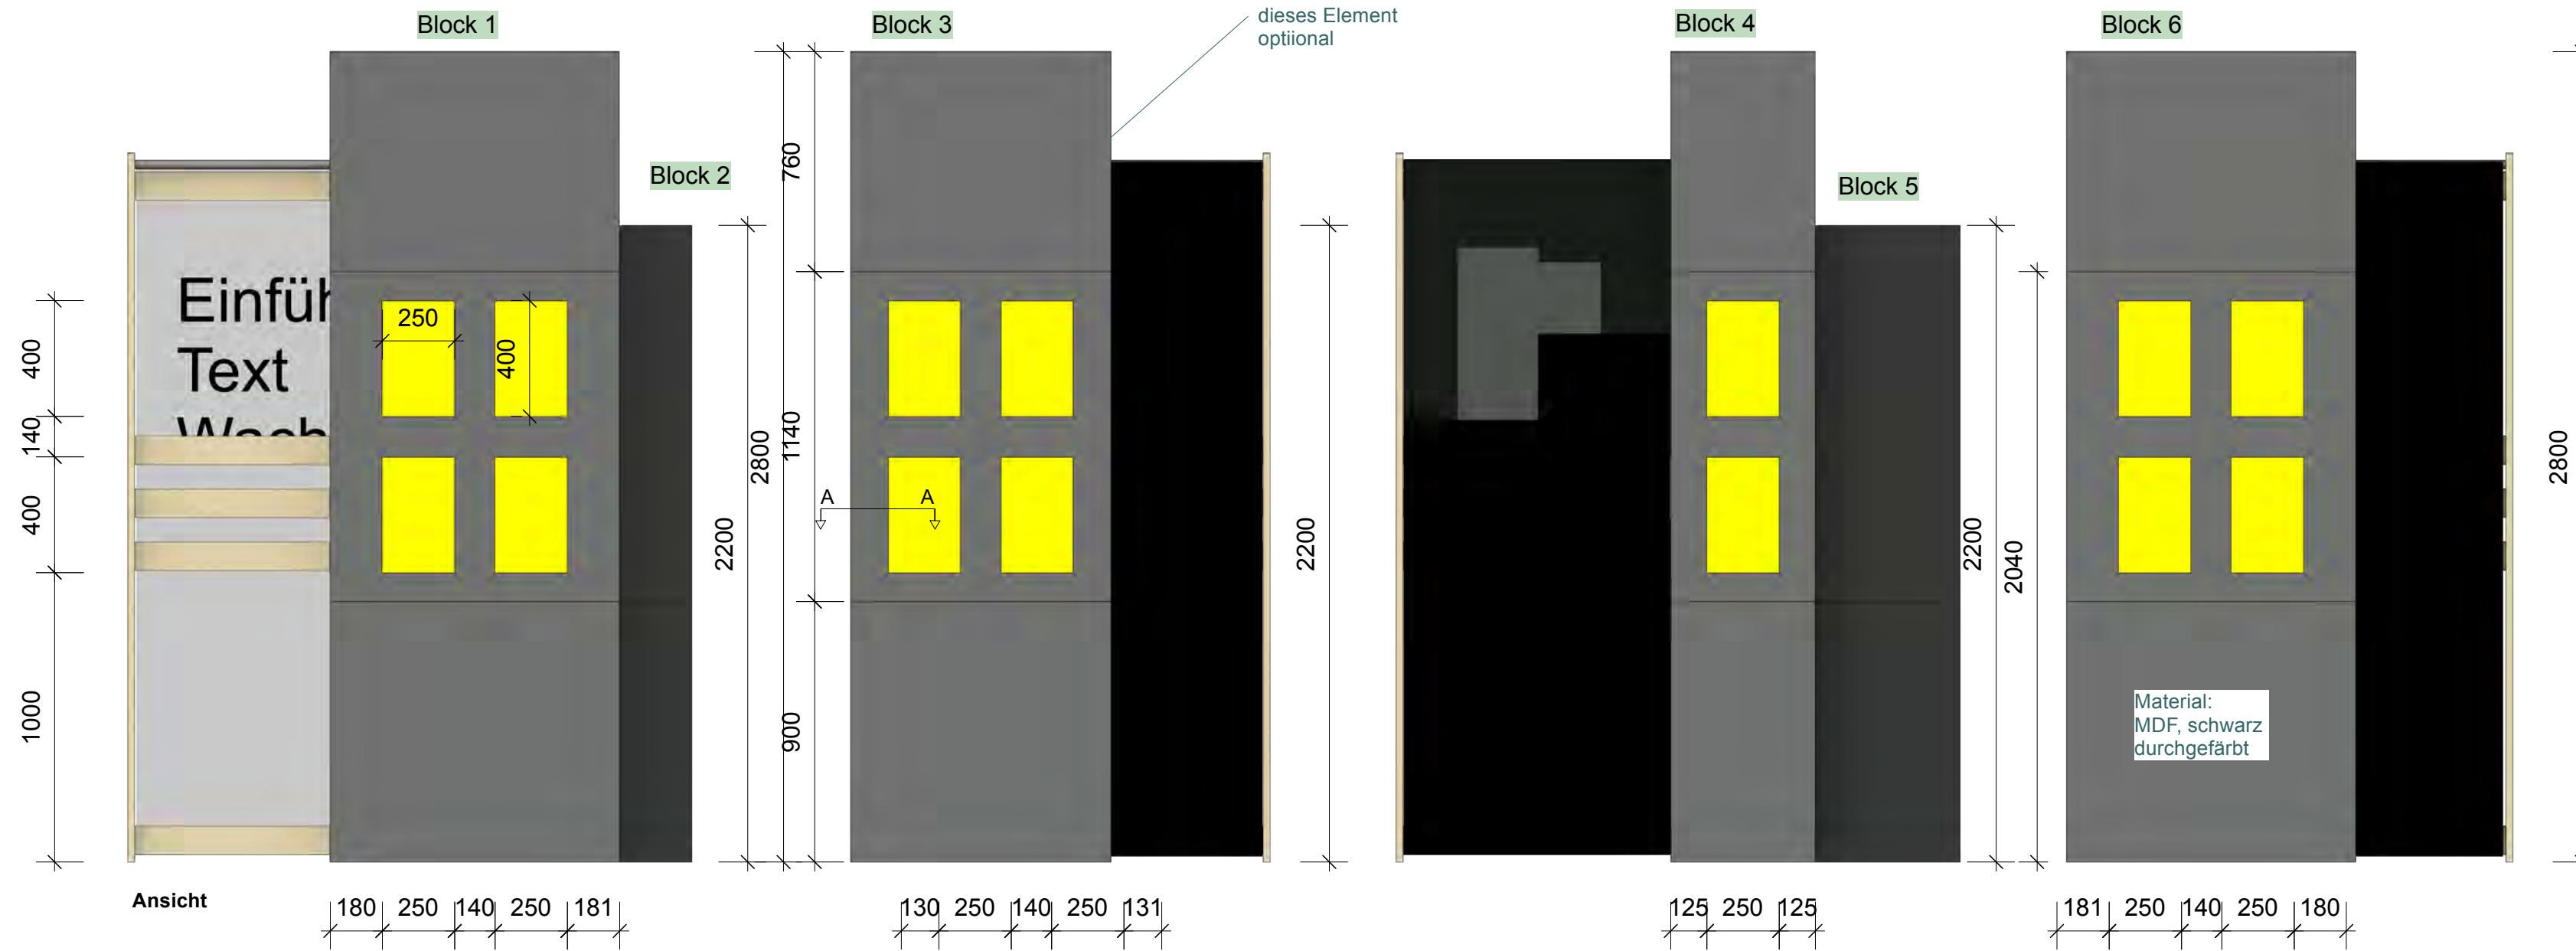 Block 1
Block 3
dieses Element
optiional
Block 4
Block 6
Block 2
Block 5
760
Einfüh
Text
Wach
250
400
400
140
400
1000
2800
1140
900
2200
A
A
2200
2200
2040
2800
Material:
MDF, schwarz
durchgefärbt
Ansicht
180 250 140 250 181
130 250 140 250 131
125 250 125
181 250 140 250 180